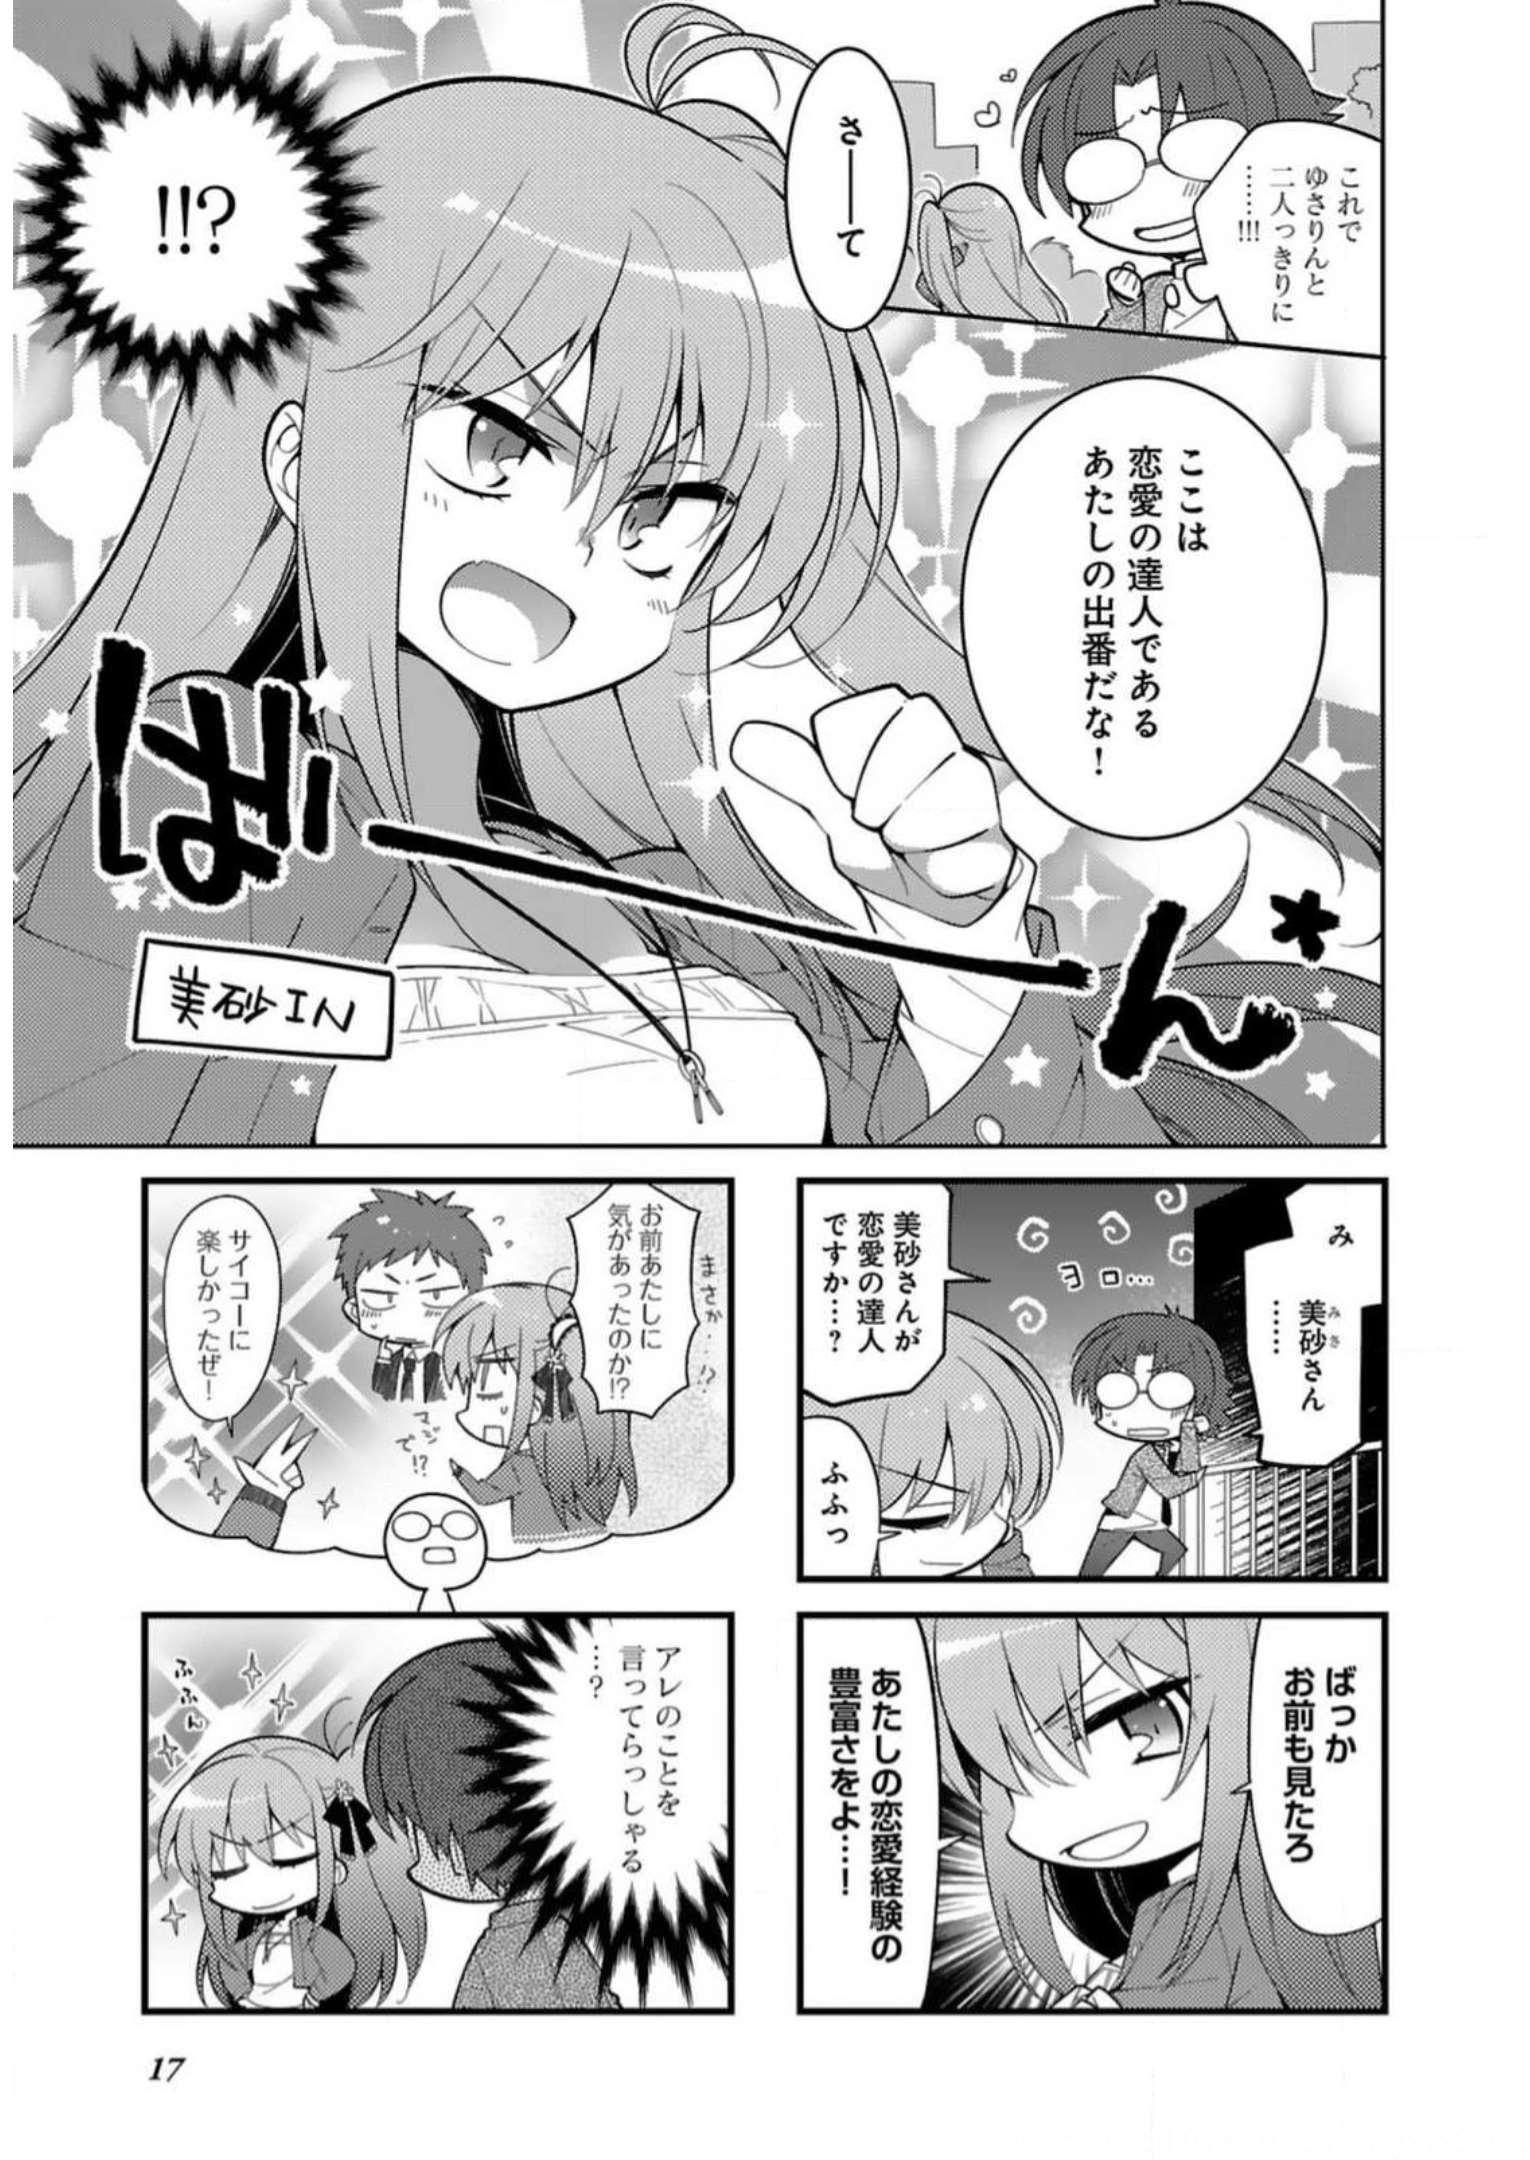 これで
ゆさりんと
二人っきりに
……!!!
さ――て
ここは
恋愛の達人である
あたしの出番だな！
!!?
ばーん★
美砂IN
み
美砂さん
みさ
……
ヨロ…
美砂さんが
恋愛の達人
ですか…？
ふふっ
ばっか
お前も見たろ
あたしの恋愛経験の
豊富さをよ…！
まさか…!?
お前あたしに
気があったのか!?
マジ
で!?
サイコーに
楽しかったぜ！
アレのことを
言ってらっしゃる
…？
ふふん
17